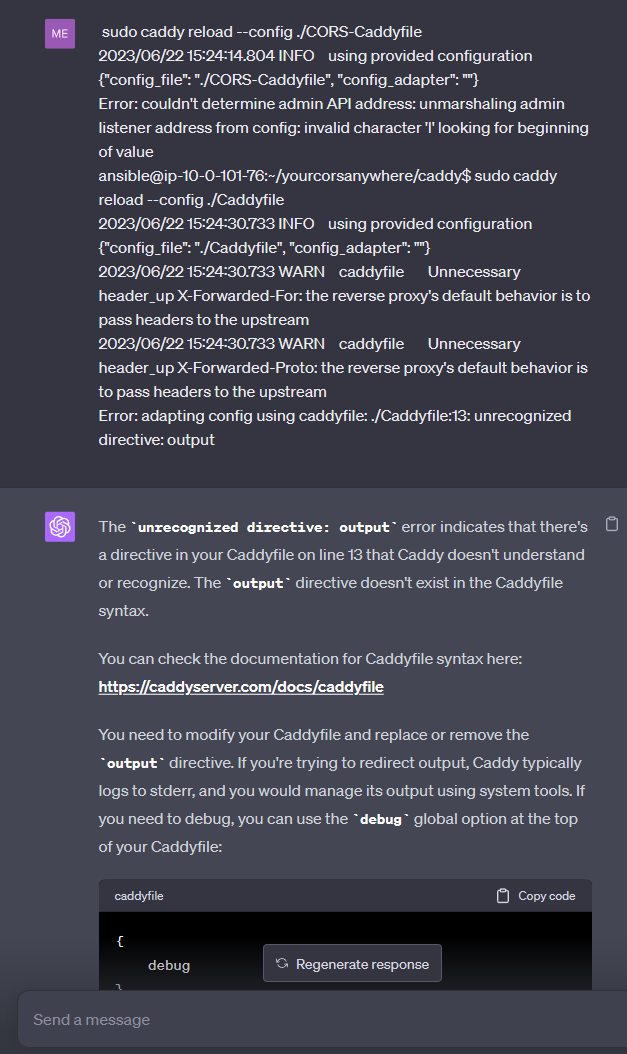 ME
sudo caddy reload --config ./CORS-Caddyfile
2023/06/22 15:24:14.804 INFO    using provided configuration
{"config_file": "./CORS-Caddyfile", "config_adapter": ""}
Error: couldn't determine admin API address: unmarshaling admin
listener address from config: invalid character 'l' looking for beginning
of value
ansible@ip-10-0-101-76:~/yourcorsanywhere/caddy$ sudo caddy
reload --config ./Caddyfile
2023/06/22 15:24:30.733 INFO    using provided configuration
{"config_file": "./Caddyfile", "config_adapter": ""}
2023/06/22 15:24:30.733 WARN    caddyfile       Unnecessary
header_up X-Forwarded-For: the reverse proxy's default behavior is to
pass headers to the upstream
2023/06/22 15:24:30.733 WARN    caddyfile       Unnecessary
header_up X-Forwarded-Proto: the reverse proxy's default behavior is
to pass headers to the upstream
Error: adapting config using caddyfile: ./Caddyfile:13: unrecognized
directive: output
The `unrecognized directive: output` error indicates that there's
a directive in your Caddyfile on line 13 that Caddy doesn't understand
or recognize. The `output` directive doesn't exist in the Caddyfile
syntax.
You can check the documentation for Caddyfile syntax here:
https://caddyserver.com/docs/caddyfile
You need to modify your Caddyfile and replace or remove the
`output` directive. If you're trying to redirect output, Caddy typically
logs to stderr, and you would manage its output using system tools. If
you need to debug, you can use the `debug` global option at the top
of your Caddyfile:
caddyfile
Copy code
{
debug
Regenerate response
}
Send a message